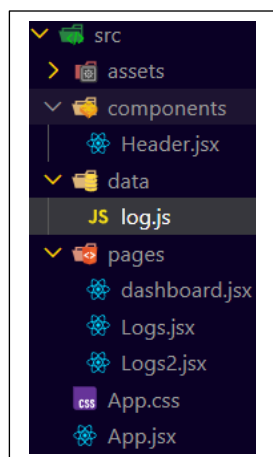 src
assets
components
Header.jsx
data
JS log.js
pages
dashboard.jsx
Logs.jsx
Logs2.jsx
css App.css
App.jsx